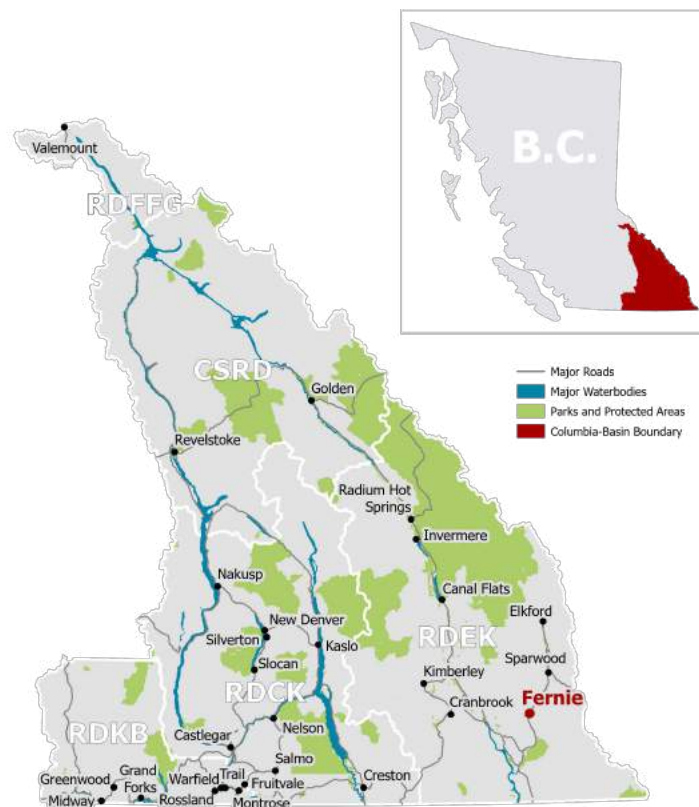 B.C.
Valemount
RDFFG
Major Roads
Major Waterbodies
Parks and Protected Areas
Columbia-Basin Boundary
CSRD
Golden
Revelstoke
Radium Hot
Springs
Invermere
Nakusp
Canal Flats
New Denver
Elkford
Silverton
Kaslo
RDEK
Slocan
Kimberley
Sparwood
RDCK
Fernie
Cranbrook
Nelson
RDKB
Castlegar
Salmo
Greenwood
Grand
Forks
Warfield
Trail
Fruitvale
Creston
Midway
Rossland
Montrose